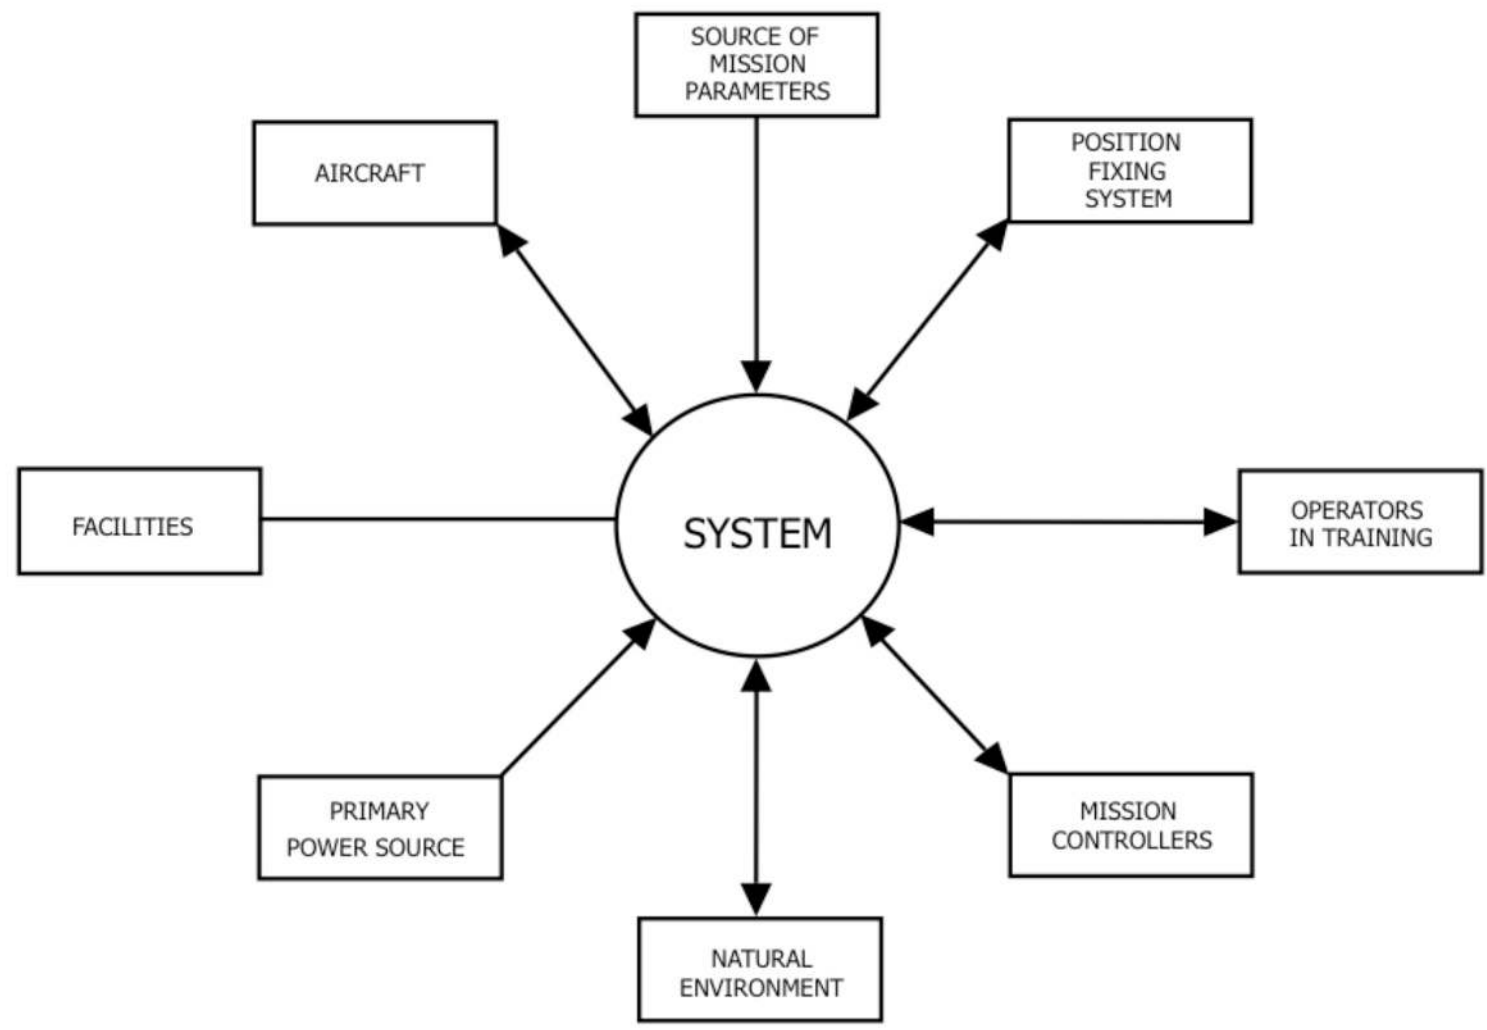 SOURCE OF
MISSION
PARAMETERS
AIRCRAFT
POSITION
FIXING
SYSTEM
FACILITIES
SYSTEM
OPERATORS
IN TRAINING
PRIMARY
POWER SOURCE
MISSION
CONTROLLERS
NATURAL
ENVIRONMENT